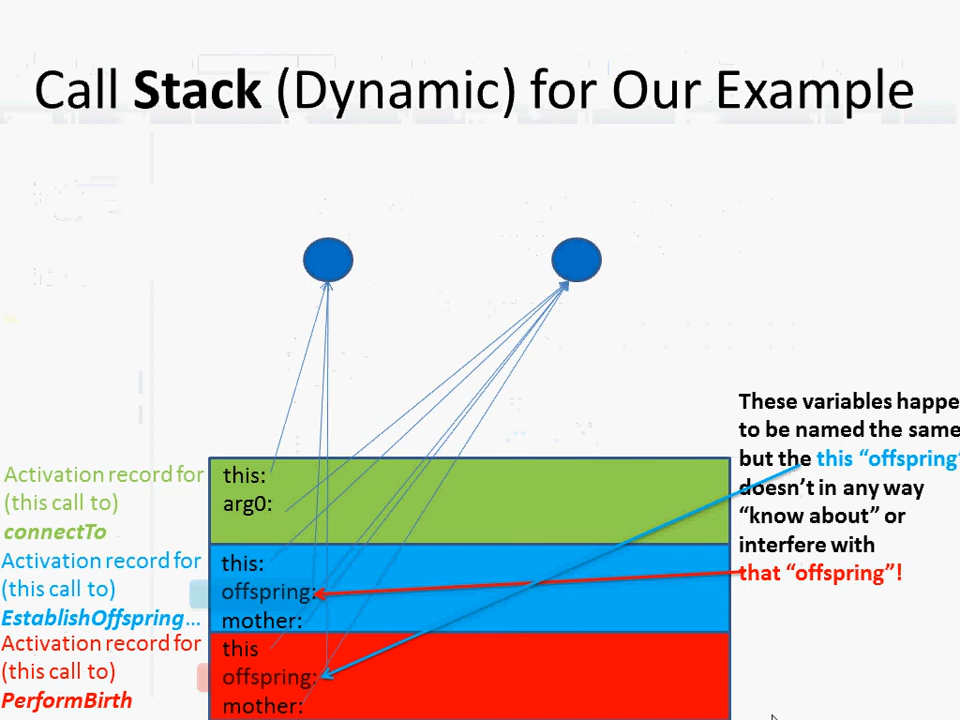 Call Stack (Dynamic) for Our Example
These variables happe
to be named the same
but the this “offspring”
doesn’t in any way
“know about” or
interfere with
that “offspring”!
Activation record for
(this call to)
connectTo
this:
arg0:
Activation record for
(this call to)
EstablishOffspring…
this:
offspring:
mother:
Activation record for
(this call to)
PerformBirth
this
offspring:
mother: